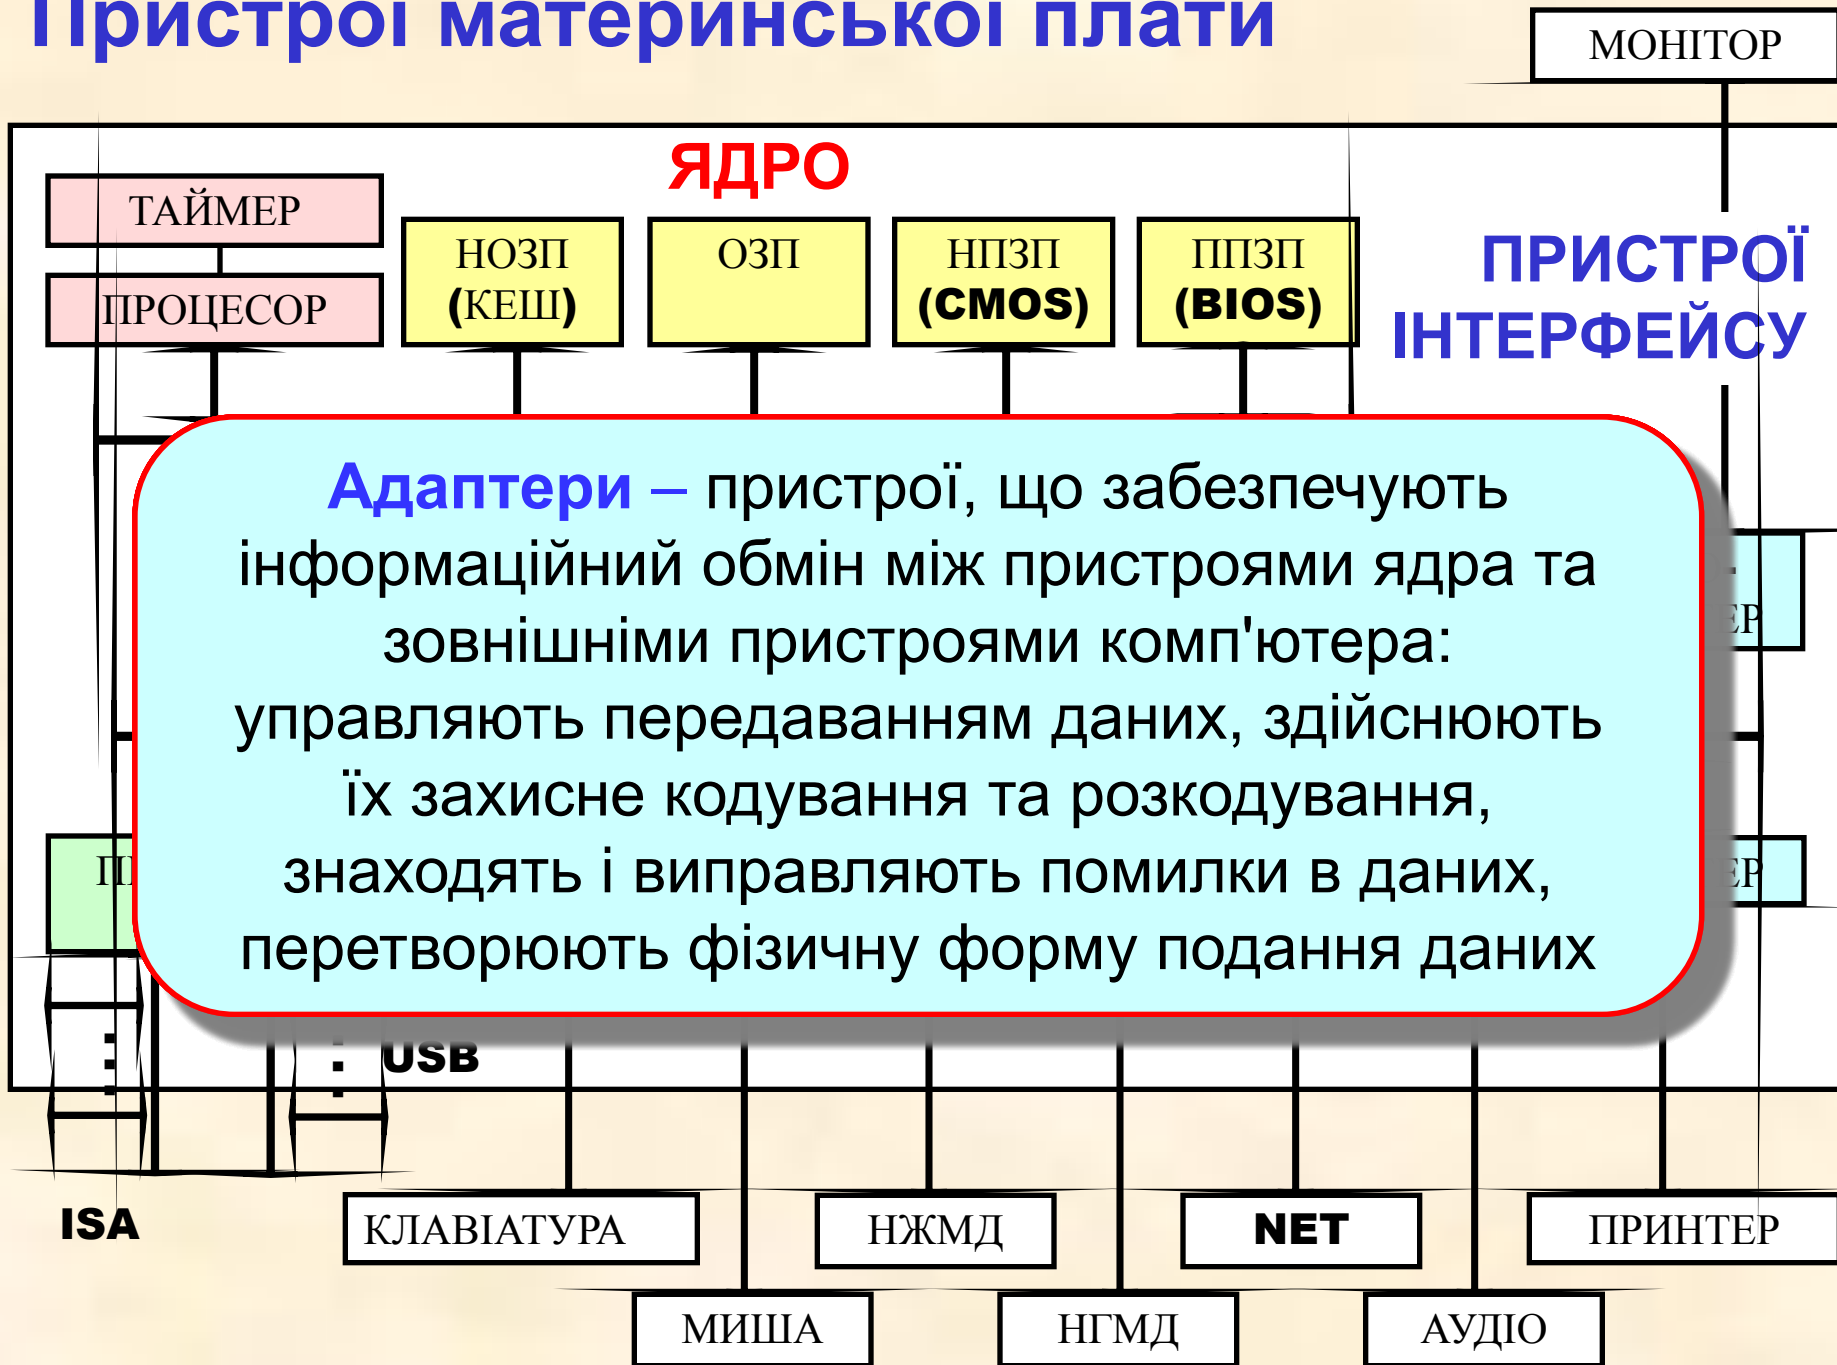 Пристрої материнської плати
МОНІТОР
ЯДРО
ТАЙМЕР
ПРОЦЕСОР
НОЗП
(КЕШ)
ОЗП
НПЗП
(CMOS)
ППЗП
(BIOS)
ПРИСТРОЇ
ІНТЕРФЕЙСУ
Адаптери – пристрої, що забезпечують
інформаційний обмін між пристроями ядра та
зовнішніми пристроями комп'ютера:
управляють передаванням даних, здійснюють
їх захисне кодування та розкодування,
знаходять і виправляють помилки в даних,
перетворюють фізичну форму подання даних
USB
ISA
КЛАВІАТУРА
НЖМД
NET
ПРИНТЕР
МИША
НГМД
АУДІО